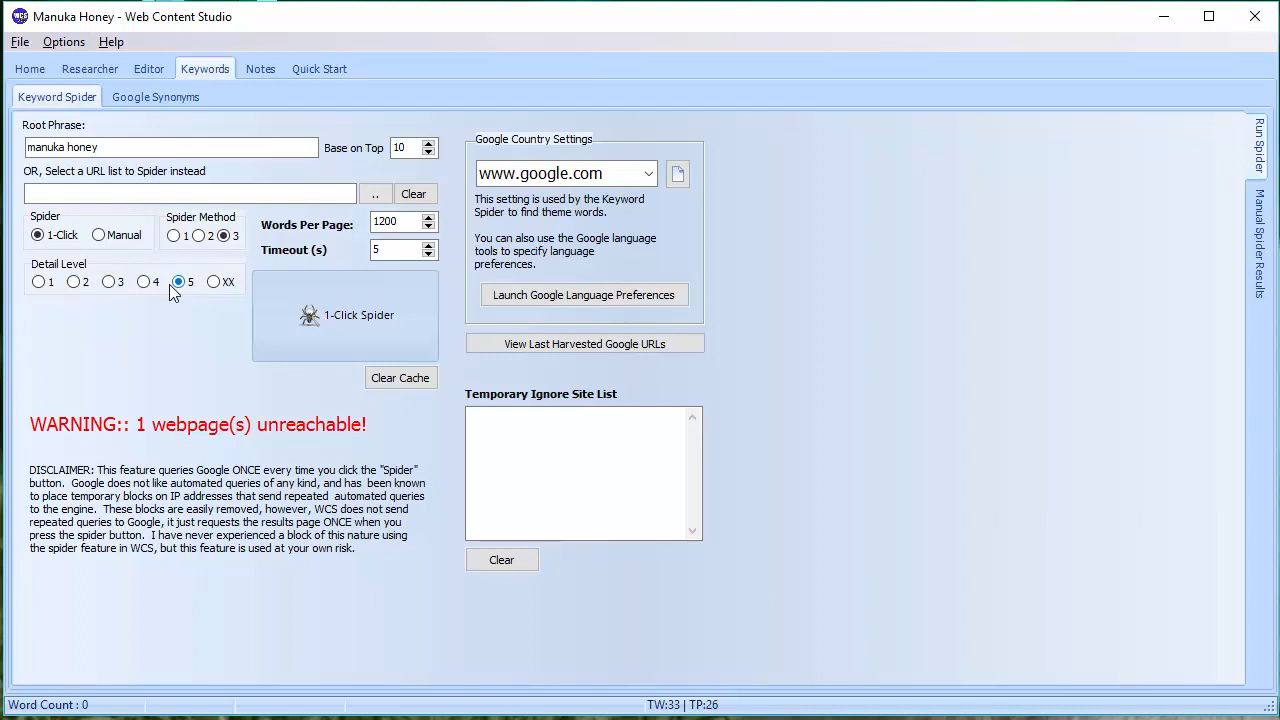 WCS
Manuka Honey - Web Content Studio
File Options Help
Home Researcher Editor Keywords Notes Quick Start
Keyword Spider Google Synonyms
Root Phrase:
manuka honey
Base on Top 10
OR, Select a URL list to Spider instead
.. Clear
Spider
1-Click Manual
Spider Method
1 2 3
Words Per Page: 1200
Timeout (s) 5
Detail Level
1 2 3 4 5 XX
1-Click Spider
Clear Cache
WARNING:: 1 webpage(s) unreachable!
DISCLAIMER: This feature queries Google ONCE every time you click the "Spider"
button. Google does not like automated queries of any kind, and has been known
to place temporary blocks on IP addresses that send repeated automated queries
to the engine. These blocks are easily removed, however, WCS does not send
repeated queries to Google, it just requests the results page ONCE when you
press the spider button. I have never experienced a block of this nature using
the spider feature in WCS, but this feature is used at your own risk.
Google Country Settings
www.google.com
This setting is used by the Keyword
Spider to find theme words.
You can also use the Google language
tools to specify language
preferences.
Launch Google Language Preferences
View Last Harvested Google URLs
Temporary Ignore Site List
Clear
Run Spider
Manual Spider Results
Word Count : 0
TW:33 | TP:26